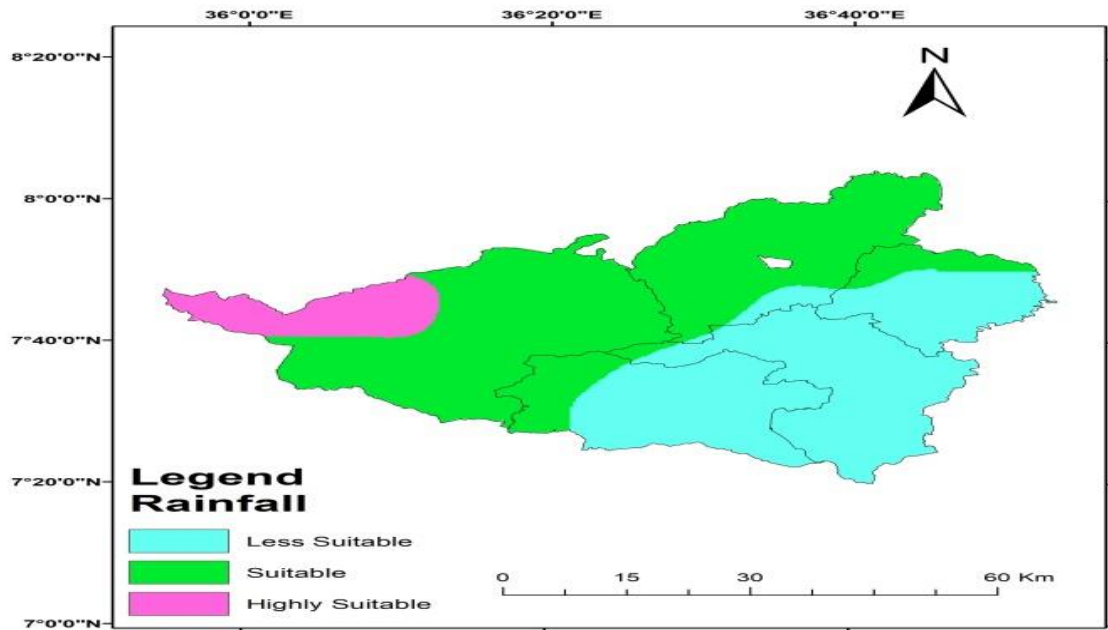 36°0'0"E 36°20'0"E 36°40'0"E
8°20'0"N
N
8°0'0"N
7°40'0"N
7°20'0"N
7°0'0"N
Legend
Rainfall
Less Suitable
Suitable
Highly Suitable
0 15 30 60 Km